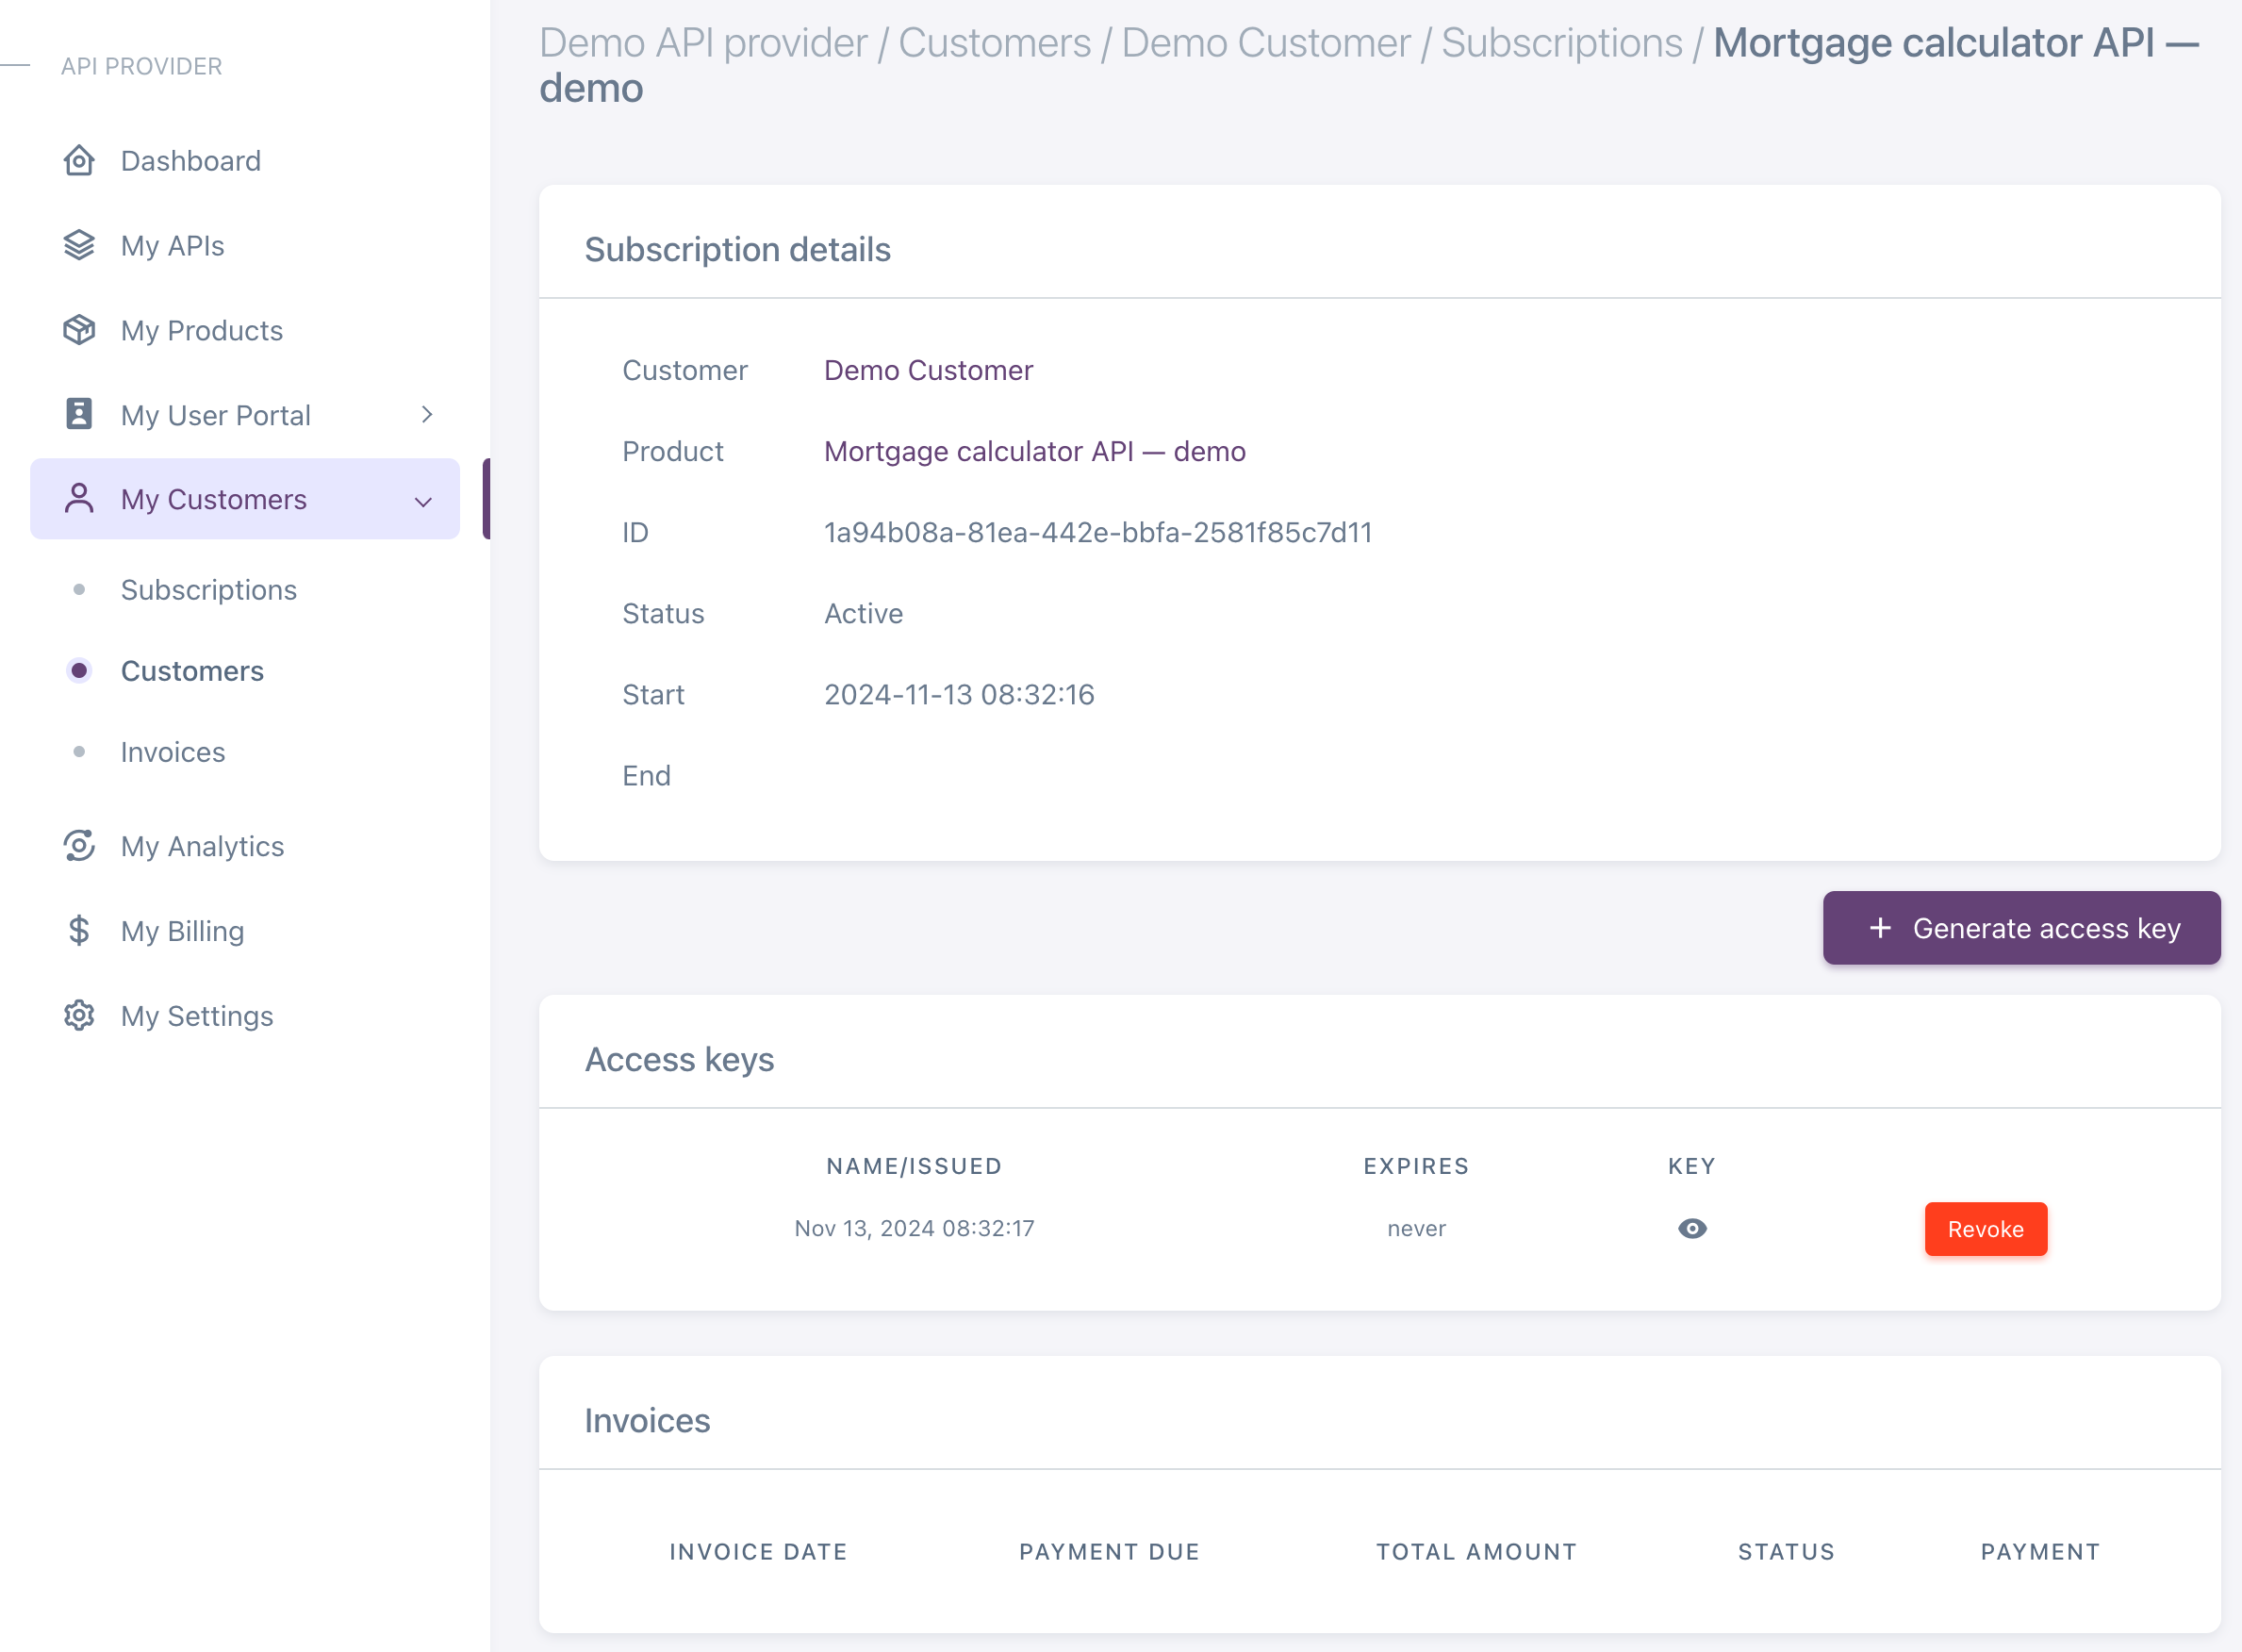 API PROVIDER
Dashboard
My APIs
My Products
My User Portal
My Customers
Subscriptions
Customers
Invoices
My Analytics
My Billing
My Settings
Demo API provider / Customers / Demo Customer / Subscriptions / Mortgage calculator API —
demo
Subscription details
Customer Demo Customer
Product Mortgage calculator API — demo
ID 1a94b08a-81ea-442e-bbfa-2581f85c7d11
Status Active
Start 2024-11-13 08:32:16
End
+ Generate access key
Access keys
NAME/ISSUED EXPIRES KEY
Nov 13, 2024 08:32:17 never Revoke
Invoices
INVOICE DATE PAYMENT DUE TOTAL AMOUNT STATUS PAYMENT